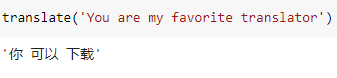 translate('You are my favorite translator')
'你 可以 下载'